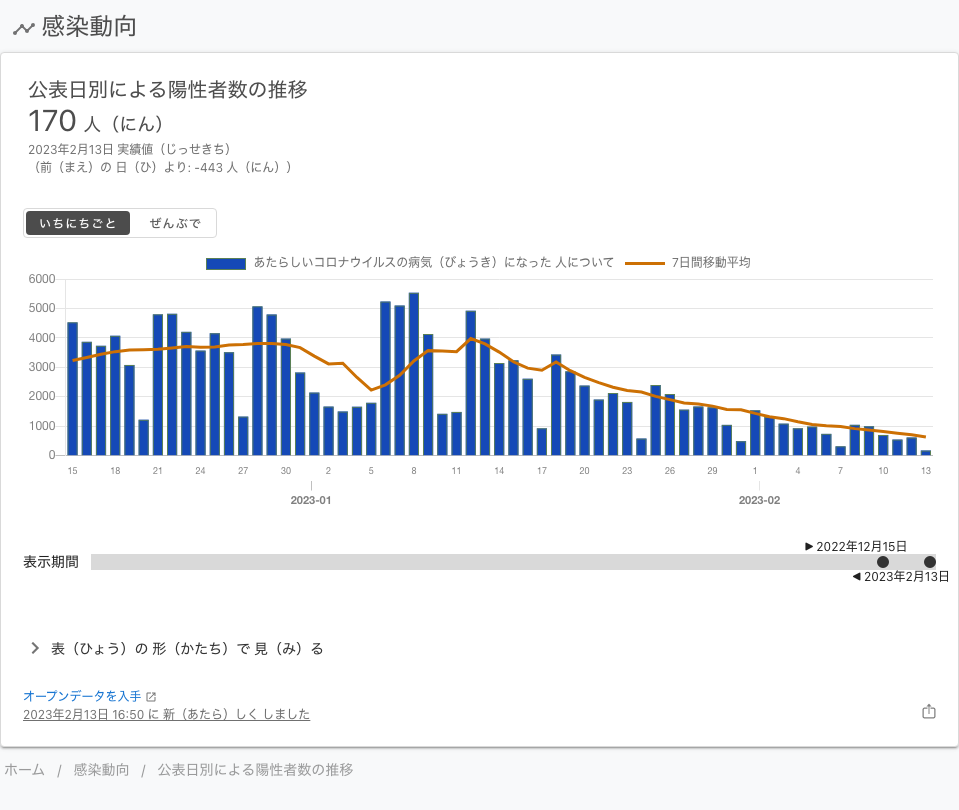 感染動向
公表日別による陽性者数の推移
170 人（にん）
2023年2月13日 実績値（じっせきち）
（前（まえ）の 日（ひ）より: -443 人（にん））
いちにちごと ぜんぶで
あたらしいコロナウイルスの病気（びょうき）になった 人について 7日間移動平均
6000
5000
4000
3000
2000
1000
0
15 18 21 24 27 30 2 5 8 11 14 17 20 23 26 29 1 4 7 10 13
2023-01 2023-02
2022年12月15日
表示期間
2023年2月13日
表（ひょう）の 形（かたち）で 見（み）る
オープンデータを入手
2023年2月13日 16:50 に 新（あたら）しく しました
ホーム / 感染動向 / 公表日別による陽性者数の推移